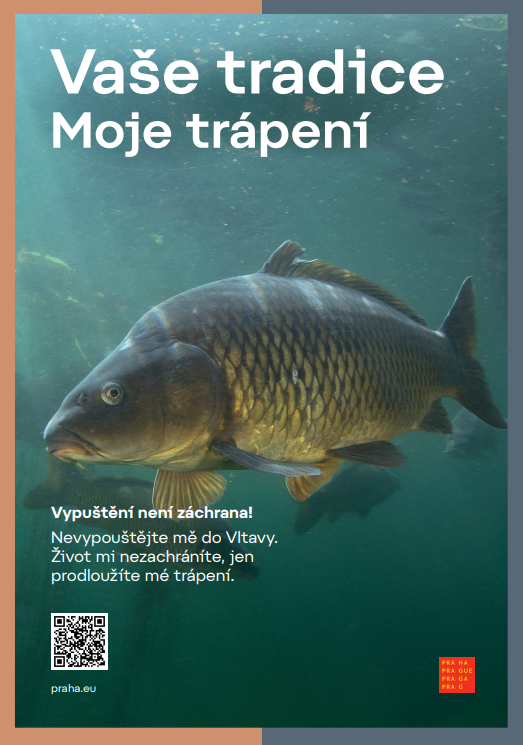 Vaše tradice
Moje trápení
Vypuštění není záchrana!
Nevypouštějte mě do Vltavy.
Život mi nezachráníte, jen
prodloužíte mé trápení.
praha.eu
PRA HA
PRA GUE
PRA GA
PRA G